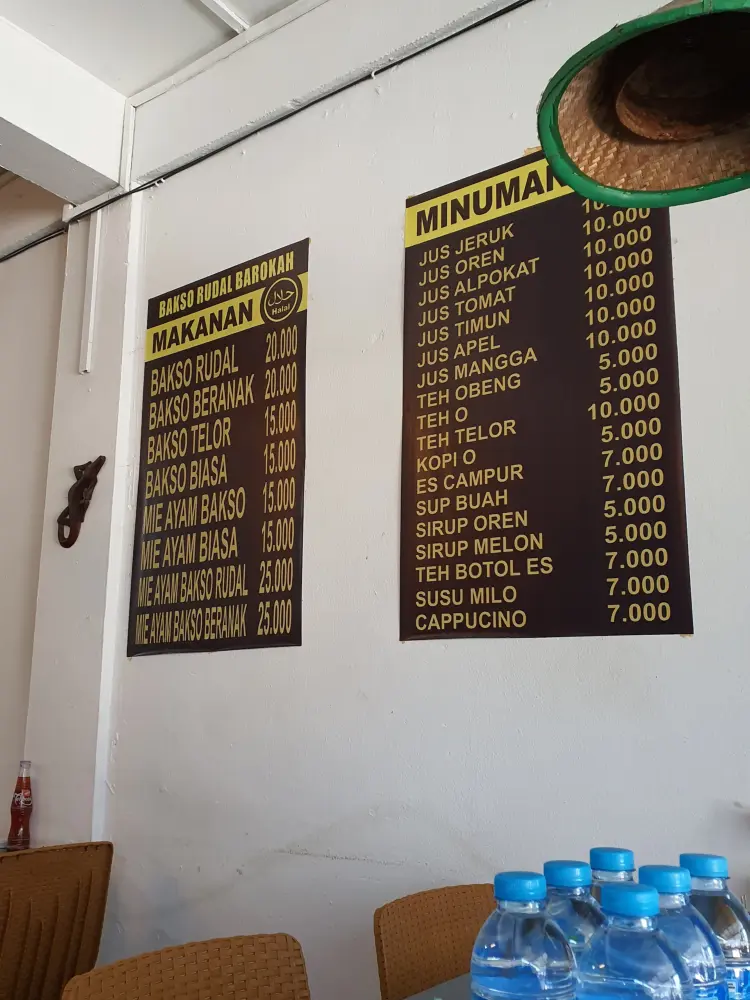 BAKSO RUDAL BAROKAH
MAKANAN
حلال
Halal
BAKSO RUDAL 20.000
BAKSO BERANAK 20.000
BAKSO TELOR 15.000
BAKSO BIASA 15.000
MIE AYAM BAKSO 15.000
MIE AYAM BIASA 15.000
MIE AYAM BAKSO RUDAL 25.000
MIE AYAM BAKSO BERANAK 25.000
MINUMAN
JUS JERUK
JUS OREN 10.000
JUS ALPOKAT 10.000
JUS TOMAT 10.000
JUS TIMUN 10.000
JUS APEL 10.000
JUS MANGGA 10.000
TEH OBENG 5.000
TEH O 5.000
TEH TELOR 10.000
KOPI O 5.000
ES CAMPUR 7.000
SUP BUAH 7.000
SIRUP OREN 5.000
SIRUP MELON 5.000
TEH BOTOL ES 7.000
SUSU MILO 7.000
CAPPUCINO 7.000